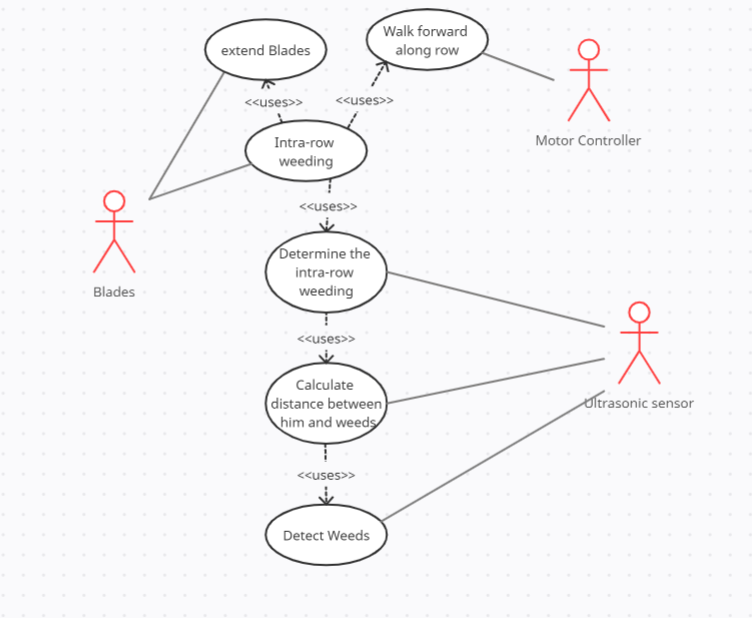 Walk forward
along row
extend Blades
<<uses>>
<<uses>>
Motor Controller
Intra-row
weeding
<<uses>>
Determine the
intra-row
weeding
Blades
<<uses>>
Calculate
distance between
him and weeds
Ultrasonic sensor
<<uses>>
Detect Weeds